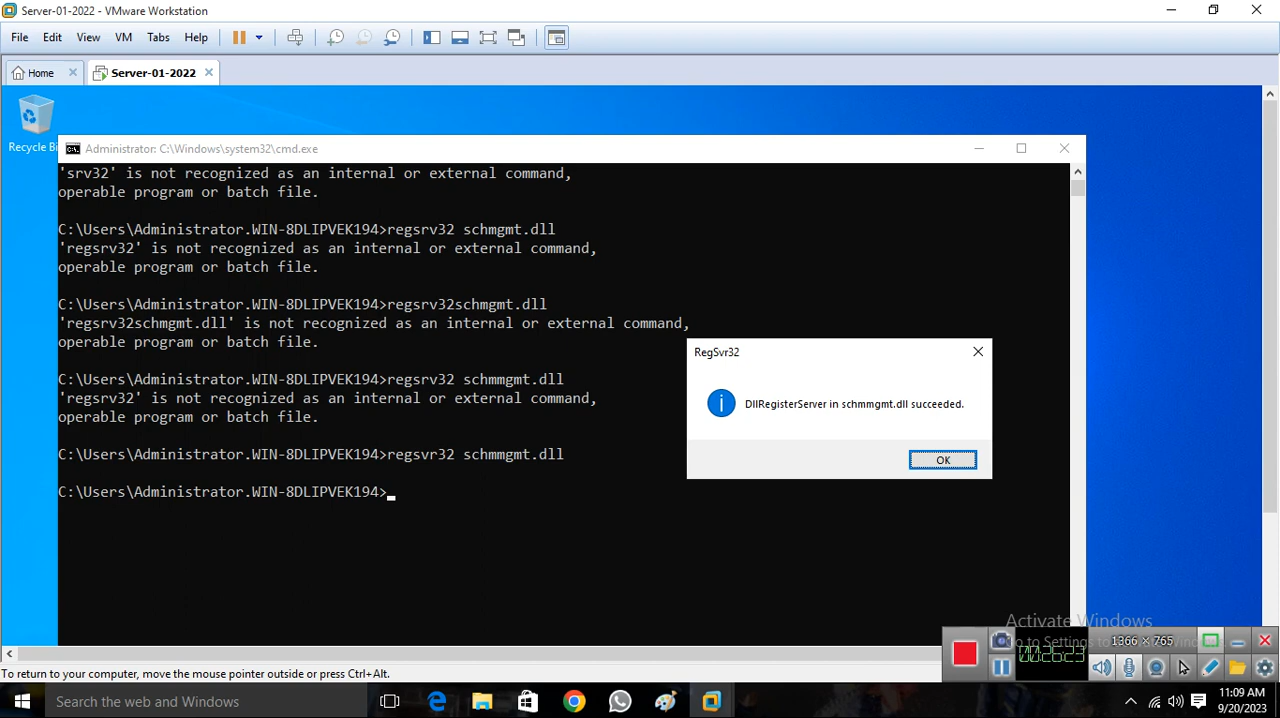 Server-01-2022 - VMware Workstation
File Edit View VM Tabs Help
Home
Server-01-2022
Recycle Bi
Administrator: C:\Windows\system32\cmd.exe
'srv32' is not recognized as an internal or external command,
operable program or batch file.
C:\Users\Administrator.WIN-8DLIPVEK194>regsrv32 schmgmt.dll
'regsrv32' is not recognized as an internal or external command,
operable program or batch file.
C:\Users\Administrator.WIN-8DLIPVEK194>regsrv32schmgmt.dll
'regsrv32schmgmt.dll' is not recognized as an internal or external command,
operable program or batch file.
C:\Users\Administrator.WIN-8DLIPVEK194>regsrv32 schmmgmt.dll
'regsrv32' is not recognized as an internal or external command,
operable program or batch file.
C:\Users\Administrator.WIN-8DLIPVEK194>regsvr32 schmmgmt.dll
C:\Users\Administrator.WIN-8DLIPVEK194>
RegSvr32
DllRegisterServer in schmmgmt.dll succeeded.
OK
Activate Windows
to Settings to
1366 × 765
00:26:23
To return to your computer, move the mouse pointer outside or press Ctrl+Alt.
Search the web and Windows
11:09 AM
9/20/2023